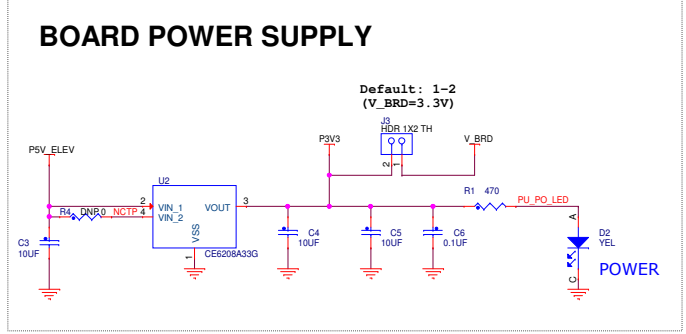 BOARD POWER SUPPLY
Default: 1-2
(V_BRD=3.3V)
J3
HDR 1X2 TH
P5V_ELEV
P3V3
V_BRD
2
1
U2
R1 470
PU_PO_LED
2
VIN_1
VOUT
3
R4
DNP,0
NCTP
4
VIN_2
A
VSS
C3
10UF
C4
10UF
C5
10UF
C6
0.1UF
D2
YEL
1
CE6208A33G
C
POWER